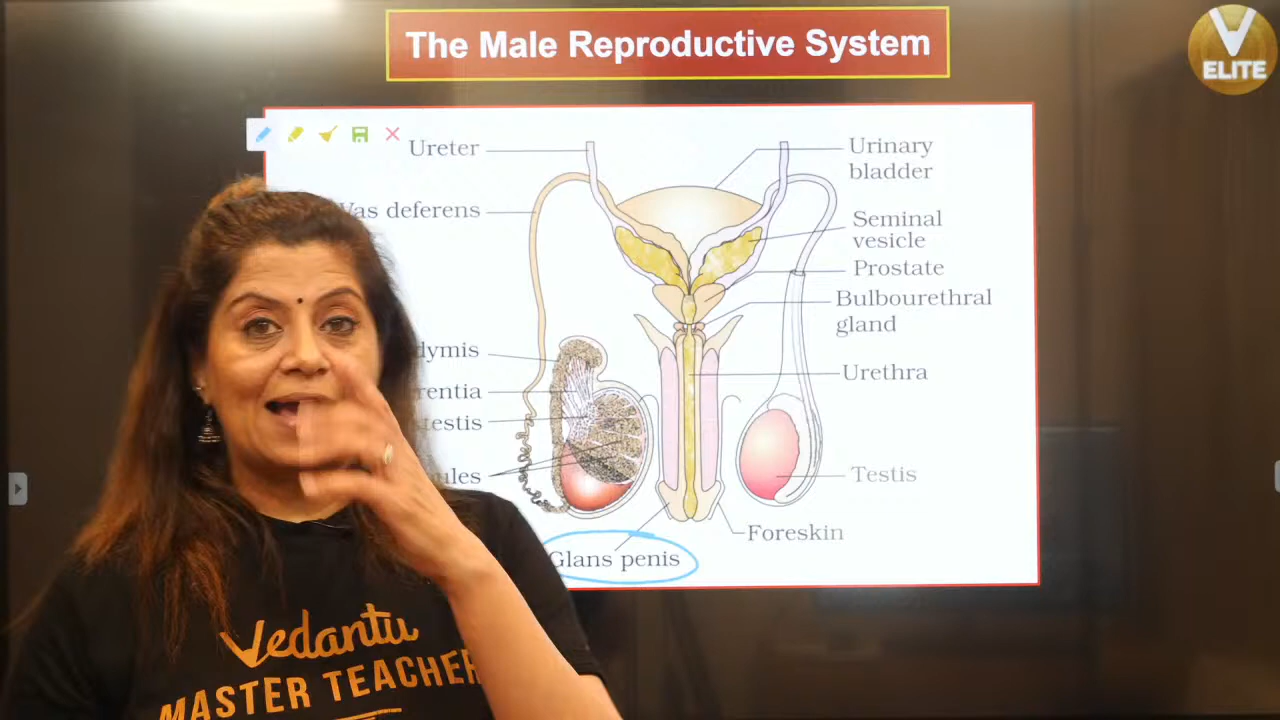 The Male Reproductive System
V
ELITE
Ureter
Urinary
bladder
Vas deferens
Seminal
vesicle
Prostate
Bulbourethral
gland
Urethra
Testis
testis
Foreskin
Glans penis
Vedantu
MASTER TEACHER